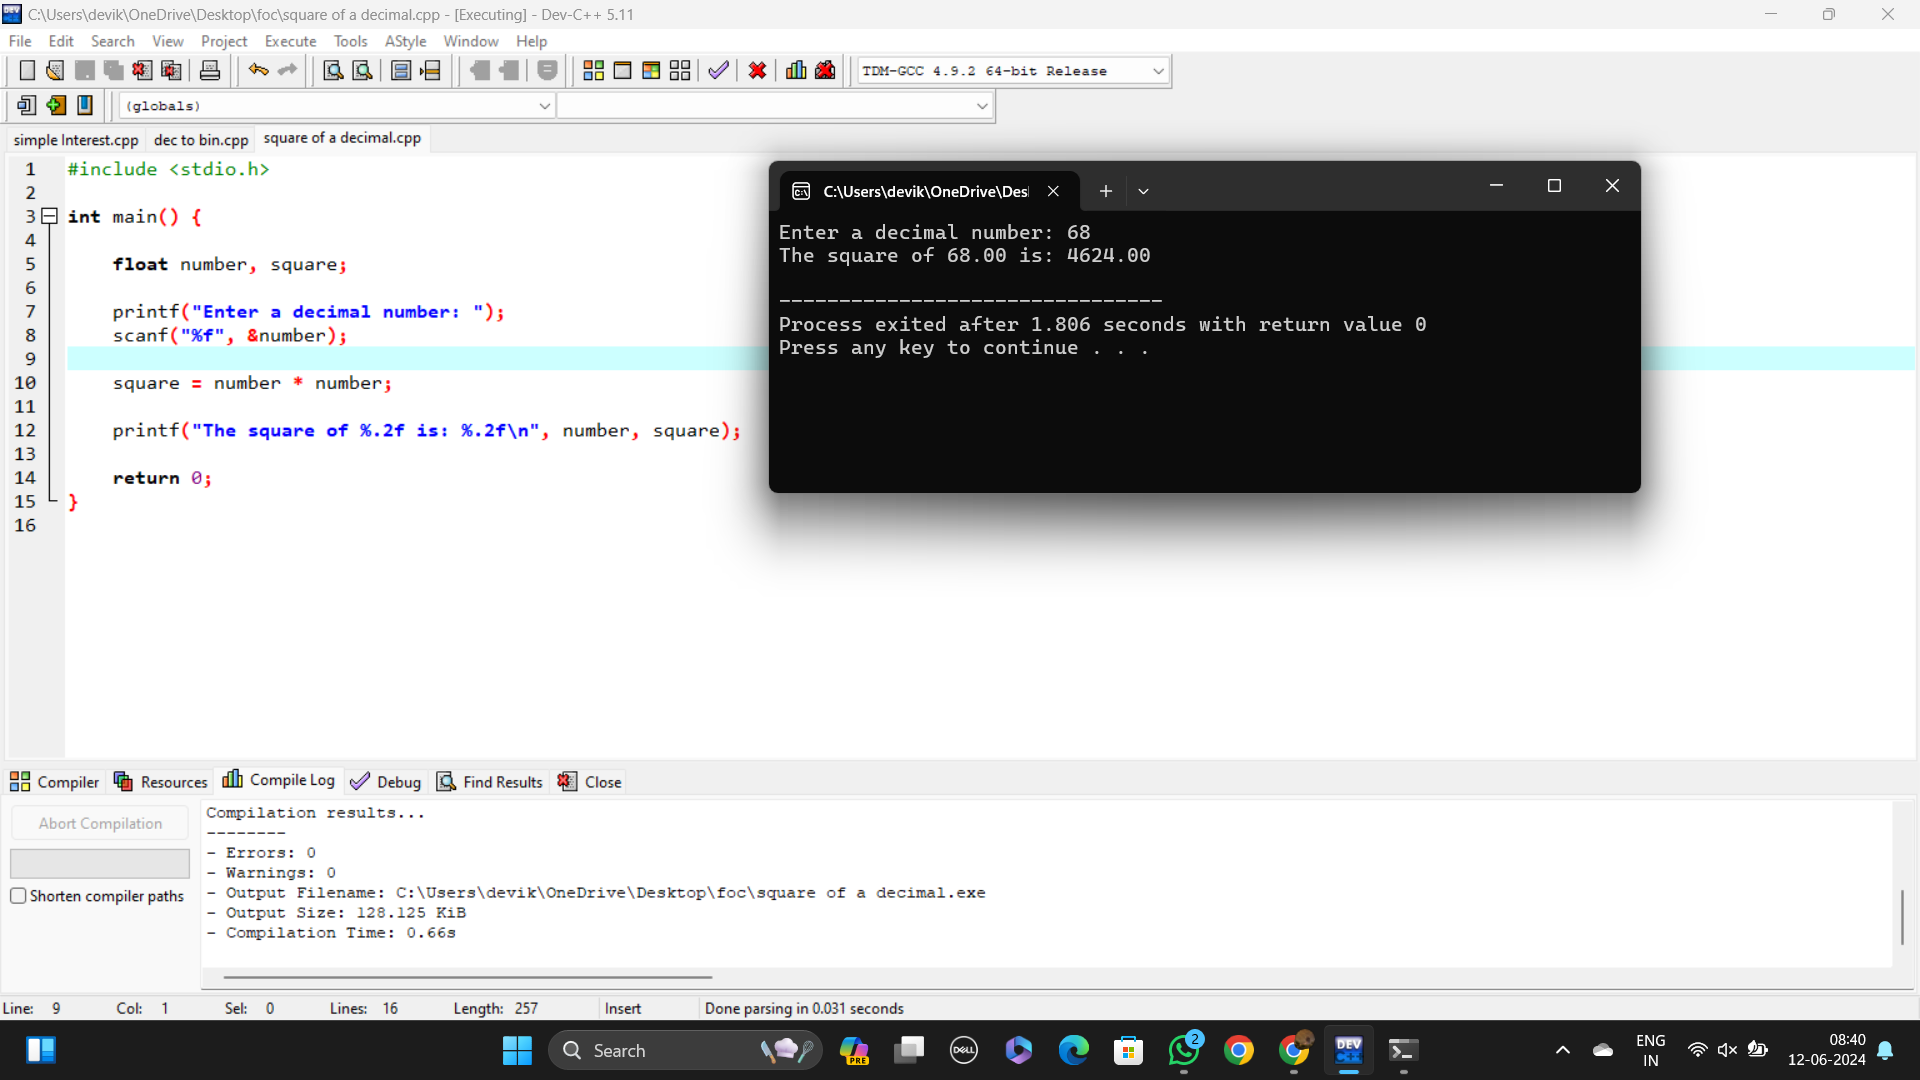 C:\Users\devik\OneDrive\Desktop\foc\square of a decimal.cpp - [Executing] - Dev-C++ 5.11
File Edit Search View Project Execute Tools AStyle Window Help
TDM-GCC 4.9.2 64-bit Release
(globals)
simple Interest.cpp dec to bin.cpp square of a decimal.cpp
1 #include <stdio.h>
2
3 int main() {
4
5 float number, square;
6
7 printf("Enter a decimal number: ");
8 scanf("%f", &number);
9
10 square = number * number;
11
12 printf("The square of %.2f is: %.2f\n", number, square);
13
14 return 0;
15 }
16
C:\Users\devik\OneDrive\Des
Enter a decimal number: 68
The square of 68.00 is: 4624.00
--------------------------------
Process exited after 1.806 seconds with return value 0
Press any key to continue . . .
Compiler Resources Compile Log Debug Find Results Close
Abort Compilation
Shorten compiler paths
Compilation results...
--------
- Errors: 0
- Warnings: 0
- Output Filename: C:\Users\devik\OneDrive\Desktop\foc\square of a decimal.exe
- Output Size: 128.125 KiB
- Compilation Time: 0.66s
Line: 9 Col: 1 Sel: 0 Lines: 16 Length: 257 Insert Done parsing in 0.031 seconds
Search
PRE
DELL
2
DEV
C++
ENG
IN
08:40
12-06-2024